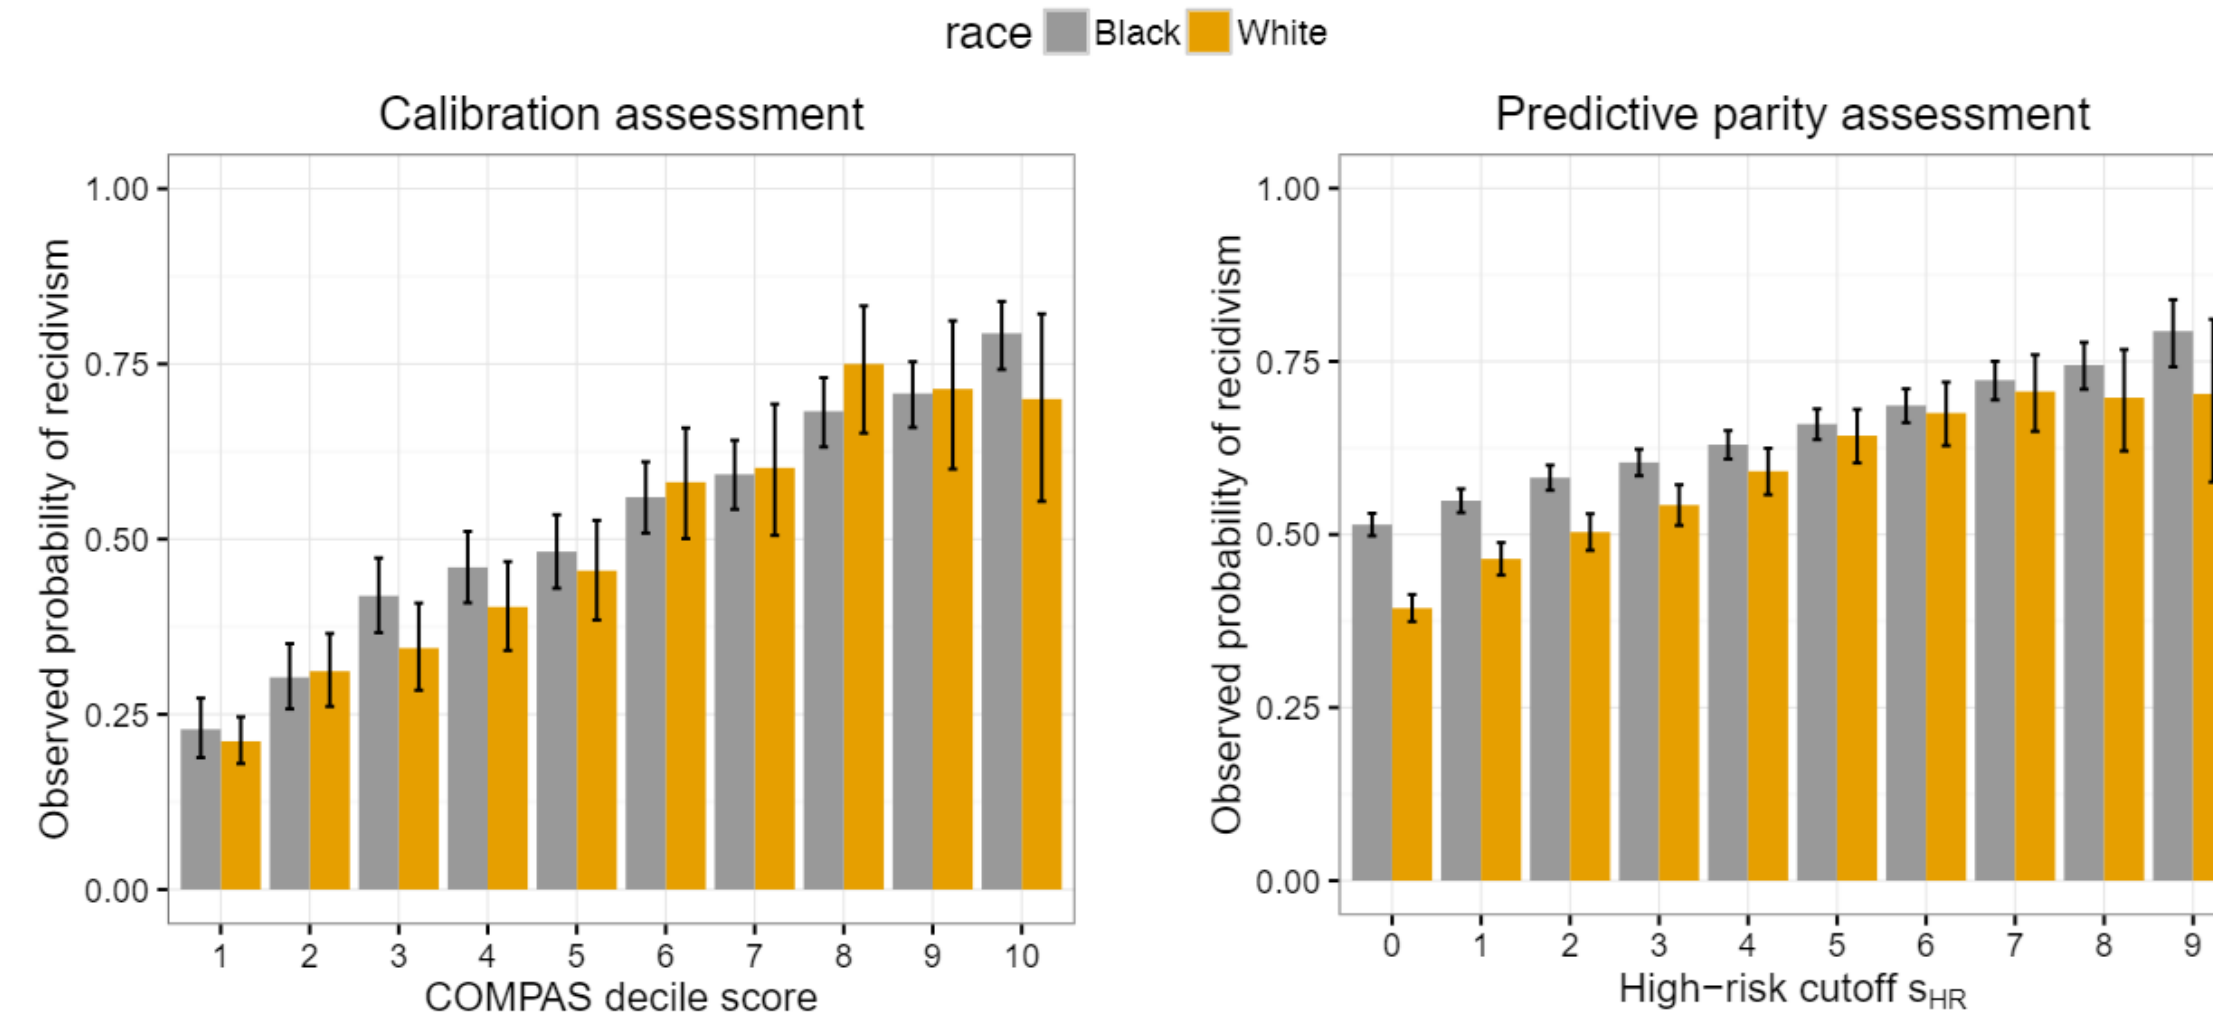 race Black White
Calibration assessment
Observed probability of recidivism
1.00
0.75
0.50
0.25
0.00
1 2 3 4 5 6 7 8 9 10
COMPAS decile score
Predictive parity assessment
Observed probability of recidivism
1.00
0.75
0.50
0.25
0.00
0 1 2 3 4 5 6 7 8 9
High−risk cutoff sHR